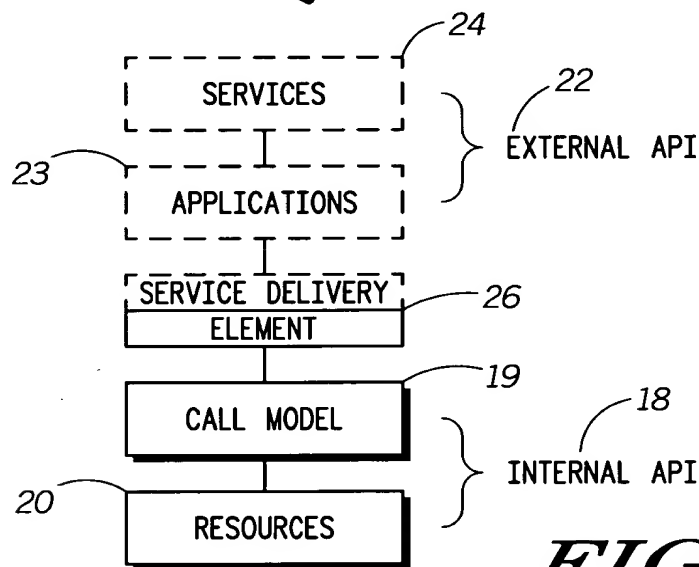 24
SERVICES
22
EXTERNAL API
23
APPLICATIONS
SERVICE DELIVERY
26
ELEMENT
19
CALL MODEL
18
INTERNAL API
20
RESOURCES